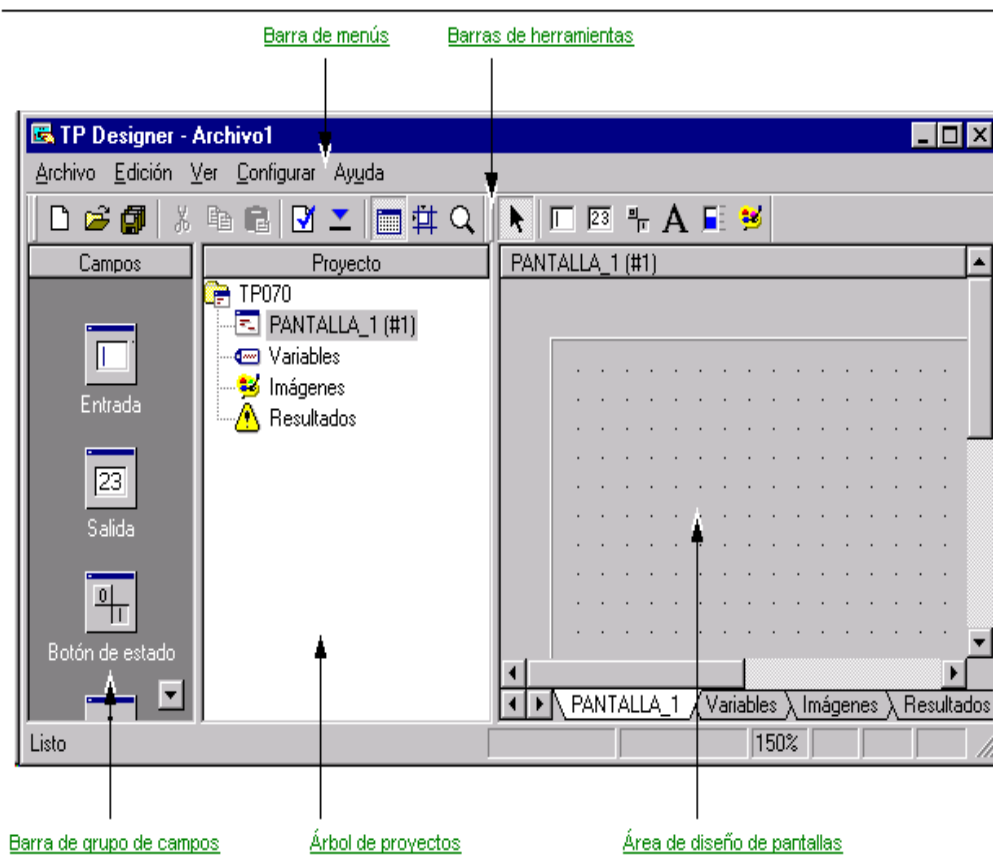 Barra de menús
Barras de herramientas
TP Designer - Archivo1
Archivo Edición Ver Configurar Ayuda
23 A
Campos
Proyecto
PANTALLA_1 (#1)
TP070
PANTALLA_1 (#1)
Variables
Imágenes
Resultados
Entrada
23
Salida
0 I
Botón de estado
PANTALLA_1 Variables Imágenes Resultados
Listo
150%
Barra de grupo de campos
Árbol de proyectos
Área de diseño de pantallas